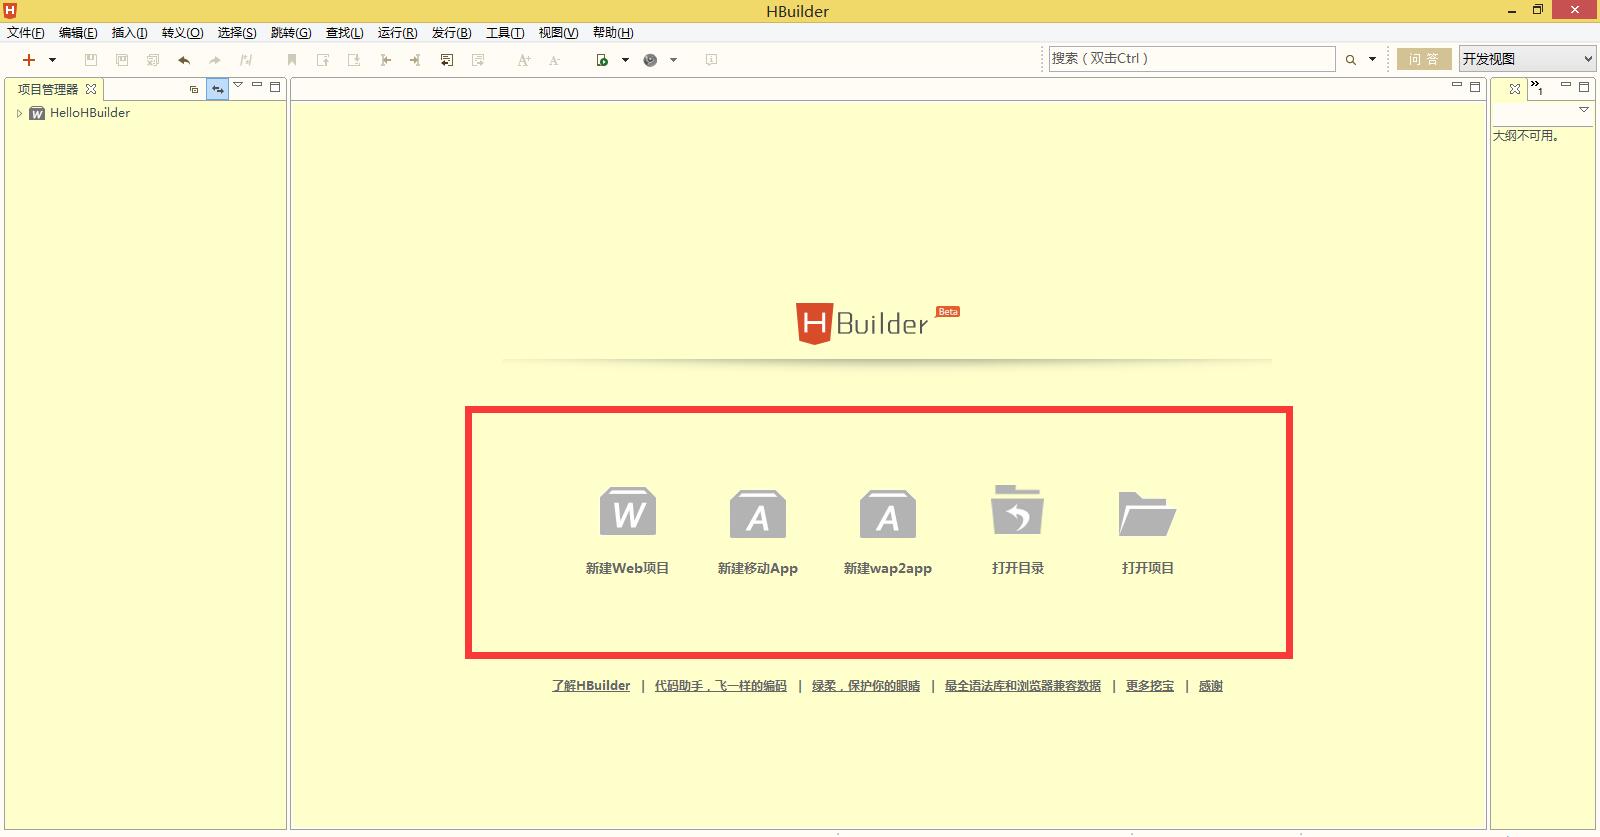 HBuilder
文件(F) 编辑(E) 插入(I) 转义(O) 选择(S) 跳转(G) 查找(L) 运行(R) 发行(B) 工具(T) 视图(V) 帮助(H)
搜索（双击Ctrl） 问 答 开发视图
项目管理器
HelloHBuilder
大纲不可用。
HBuilder Beta
新建Web项目 新建移动App 新建wap2app 打开目录 打开项目
了解HBuilder | 代码助手，飞一样的编码 | 绿柔，保护你的眼睛 | 最全语法库和浏览器兼容数据 | 更多挖宝 | 感谢